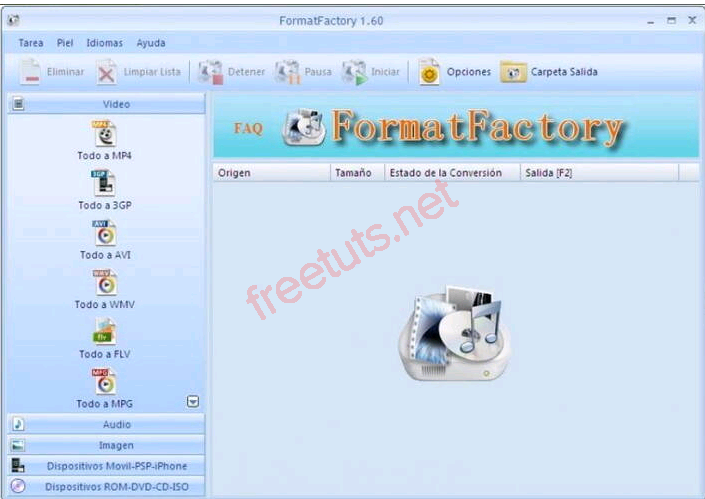 FormatFactory 1.60
Tarea Piel Idiomas Ayuda
Eliminar Limpiar Lista Detener Pausa Iniciar Opciones Carpeta Salida
Video
MP4
Todo a MP4
3GP
Todo a 3GP
AVI
Todo a AVI
WMV
Todo a WMV
flv
Todo a FLV
MPG
Todo a MPG
Audio
Imagen
Dispositivos Movil-PSP-iPhone
Dispositivos ROM-DVD-CD-ISO
FAQ FormatFactory
Origen Tamaño Estado de la Conversión Salida [F2]
freetuts.net